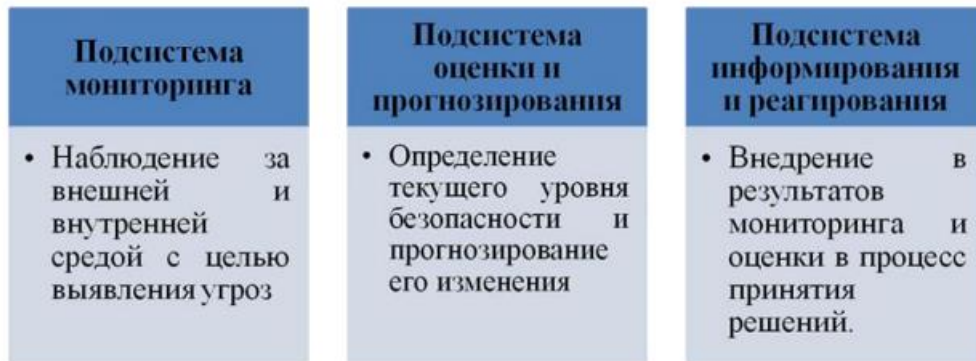 Подсистема
мониторинга
• Наблюдение за
внешней и
внутренней
средой с целью
выявления угроз
Подсистема
оценки и
прогнозирования
• Определение
текущего уровня
безопасности и
прогнозирование
его изменения
Подсистема
информирования
и реагирования
• Внедрение в
результатов
мониторинга и
оценки в процесс
принятия
решений.